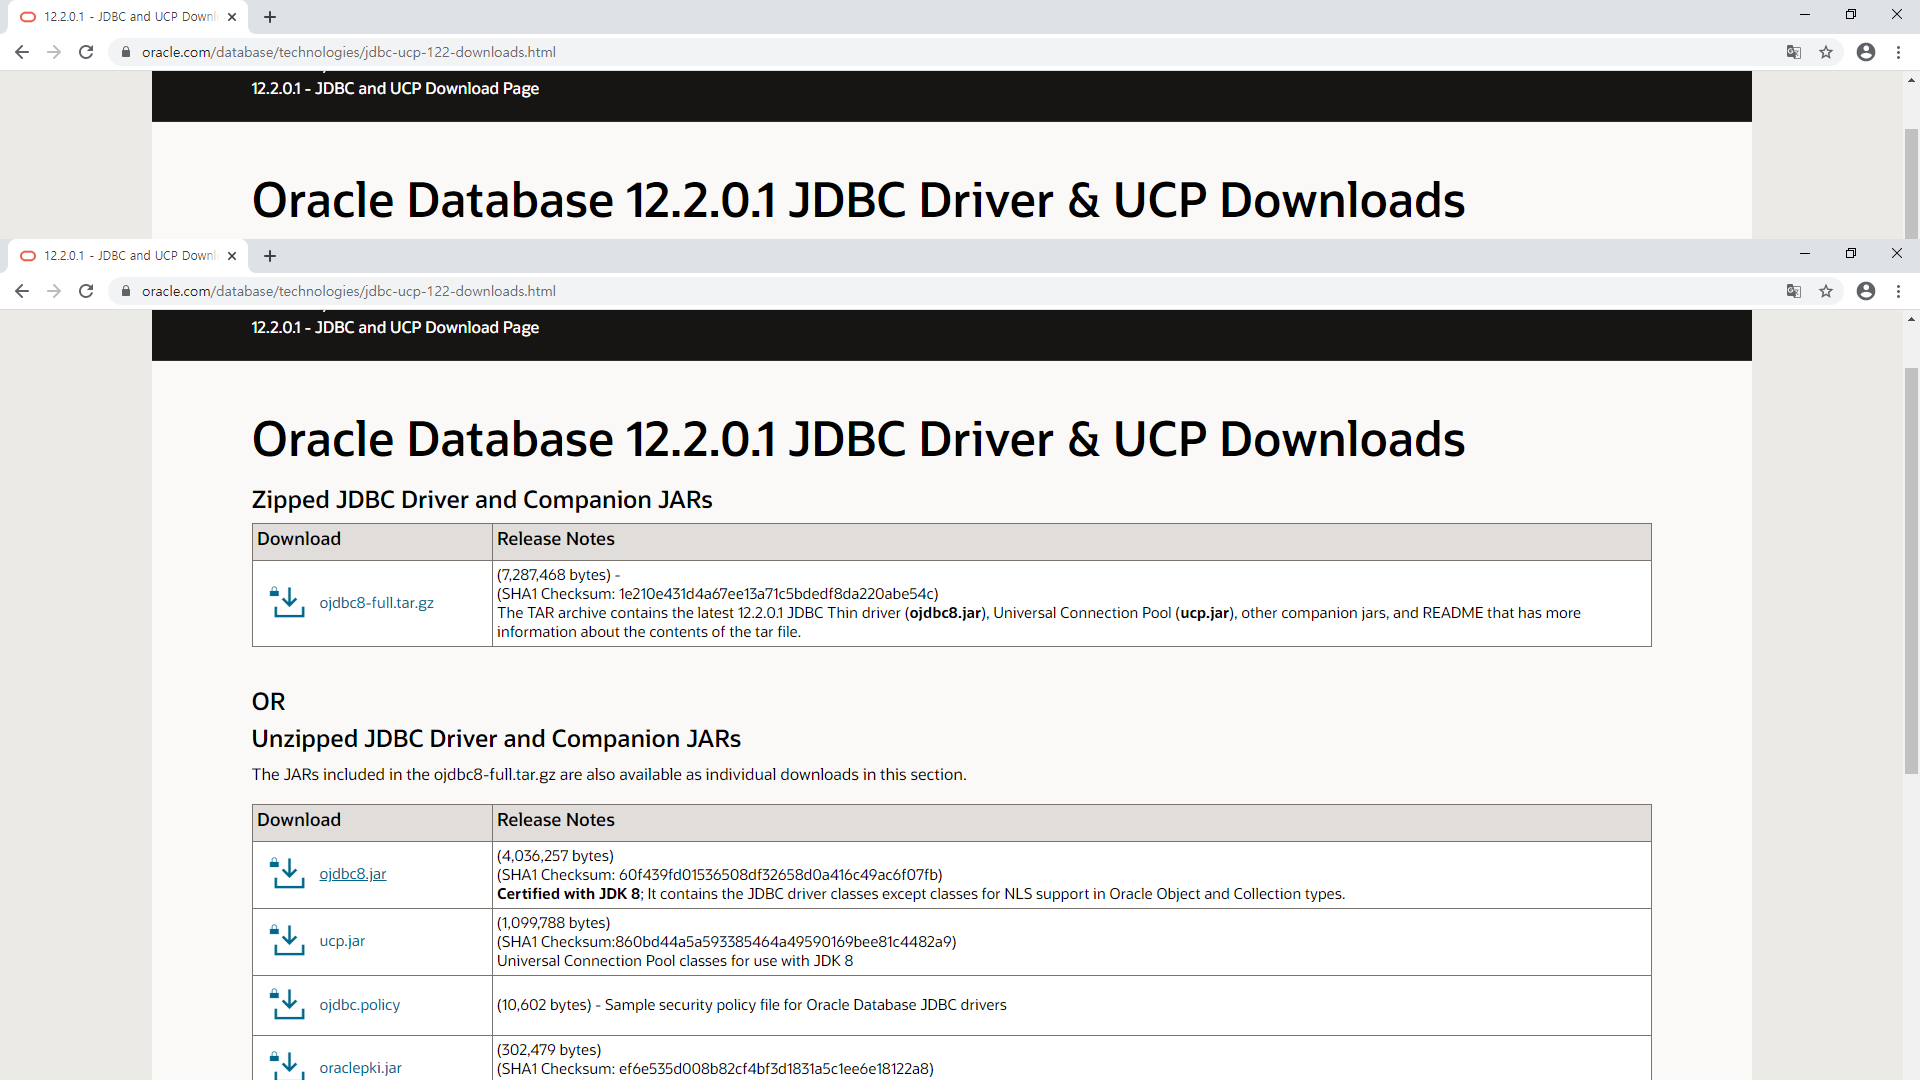 12.2.0.1 - JDBC and UCP Downl
oracle.com/database/technologies/jdbc-ucp-122-downloads.html
12.2.0.1 - JDBC and UCP Download Page
Oracle Database 12.2.0.1 JDBC Driver & UCP Downloads
12.2.0.1 - JDBC and UCP Downl
oracle.com/database/technologies/jdbc-ucp-122-downloads.html
12.2.0.1 - JDBC and UCP Download Page
Oracle Database 12.2.0.1 JDBC Driver & UCP Downloads
Zipped JDBC Driver and Companion JARs
Download
Release Notes
ojdbc8-full.tar.gz
(7,287,468 bytes) -
(SHA1 Checksum: 1e210e431d4a67ee13a71c5bdedf8da220abe54c)
The TAR archive contains the latest 12.2.0.1 JDBC Thin driver (ojdbc8.jar), Universal Connection Pool (ucp.jar), other companion jars, and README that has more
information about the contents of the tar file.
OR
Unzipped JDBC Driver and Companion JARs
The JARs included in the ojdbc8-full.tar.gz are also available as individual downloads in this section.
Download
Release Notes
ojdbc8.jar
(4,036,257 bytes)
(SHA1 Checksum: 60f439fd01536508df32658d0a416c49ac6f07fb)
Certified with JDK 8; It contains the JDBC driver classes except classes for NLS support in Oracle Object and Collection types.
ucp.jar
(1,099,788 bytes)
(SHA1 Checksum:860bd44a5a593385464a49590169bee81c4482a9)
Universal Connection Pool classes for use with JDK 8
ojdbc.policy
(10,602 bytes) - Sample security policy file for Oracle Database JDBC drivers
oraclepki.jar
(302,479 bytes)
(SHA1 Checksum: ef6e535d008b82cf4bf3d1831a5c1ee6e18122a8)